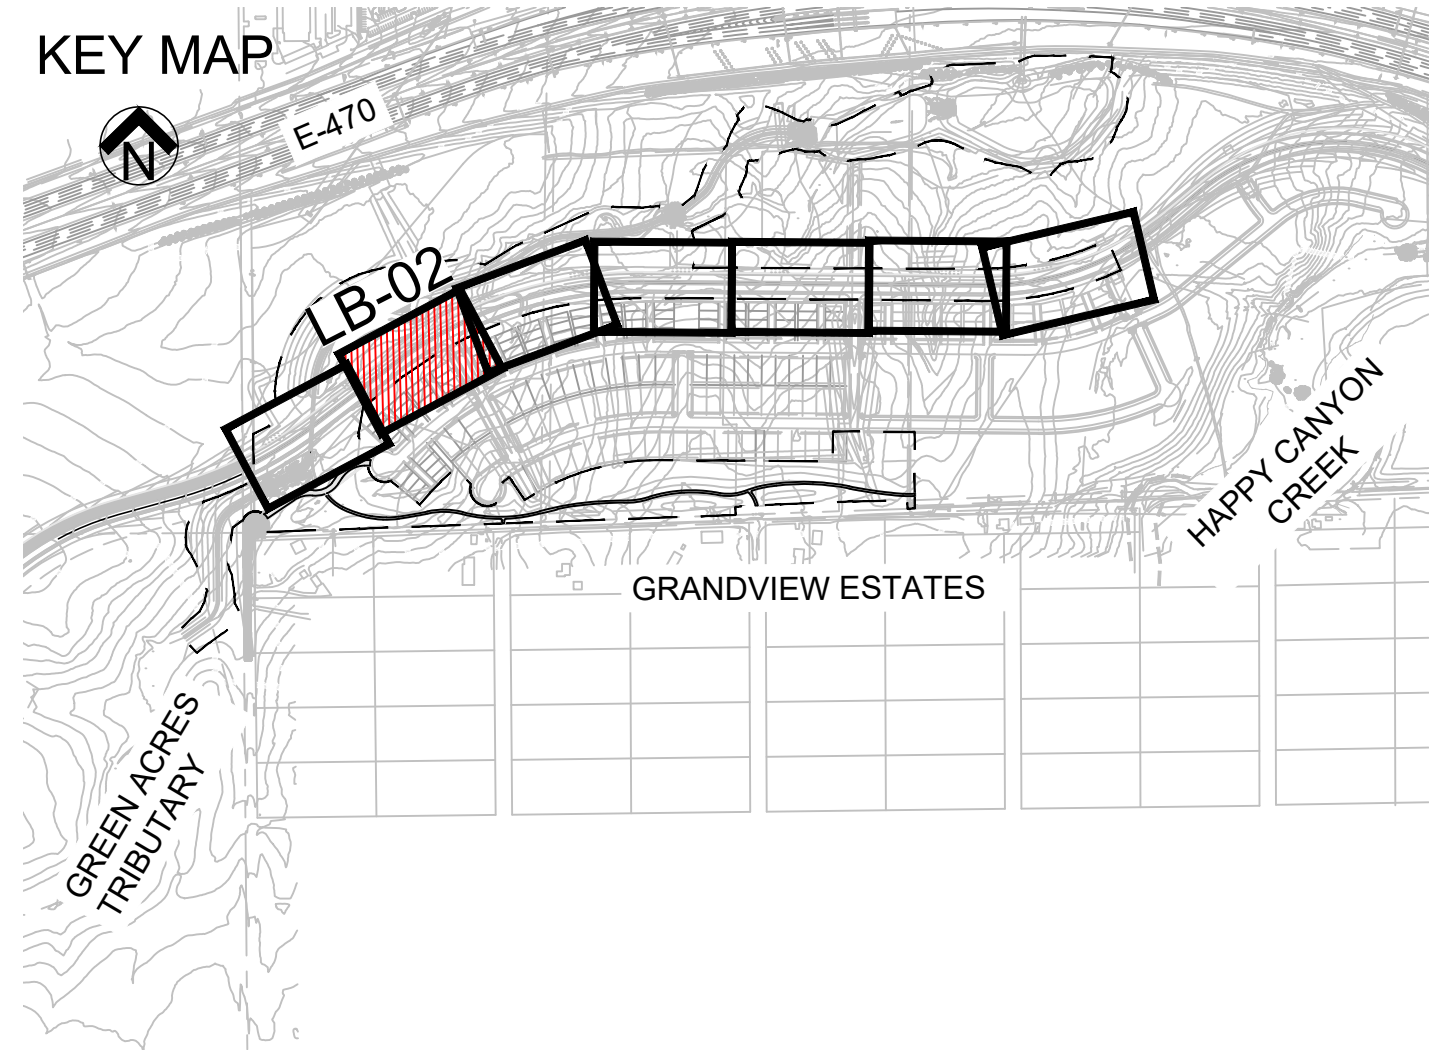 KEY MAP
N
E-470
LB-02
HAPPY CANYON
CREEK
GRANDVIEW ESTATES
GREEN ACRES
TRIBUTARY